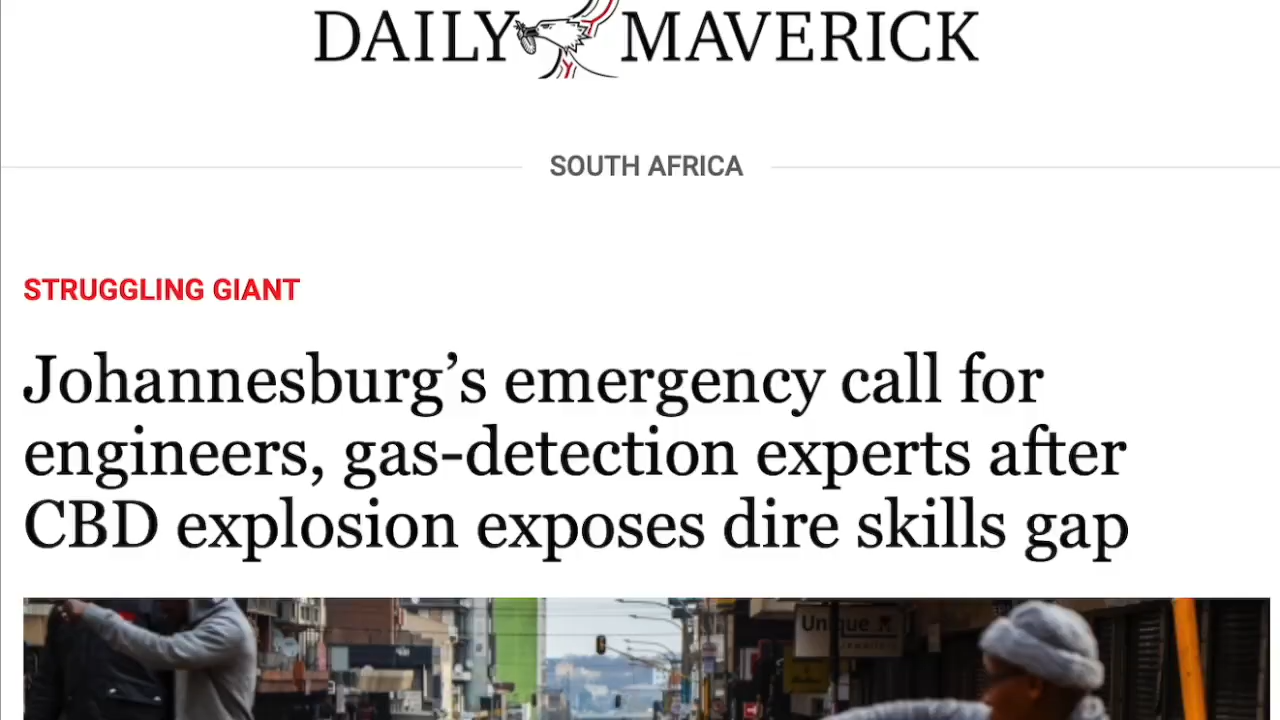 DAILY MAVERICK
SOUTH AFRICA
STRUGGLING GIANT
Johannesburg’s emergency call for
engineers, gas-detection experts after
CBD explosion exposes dire skills gap
Unique